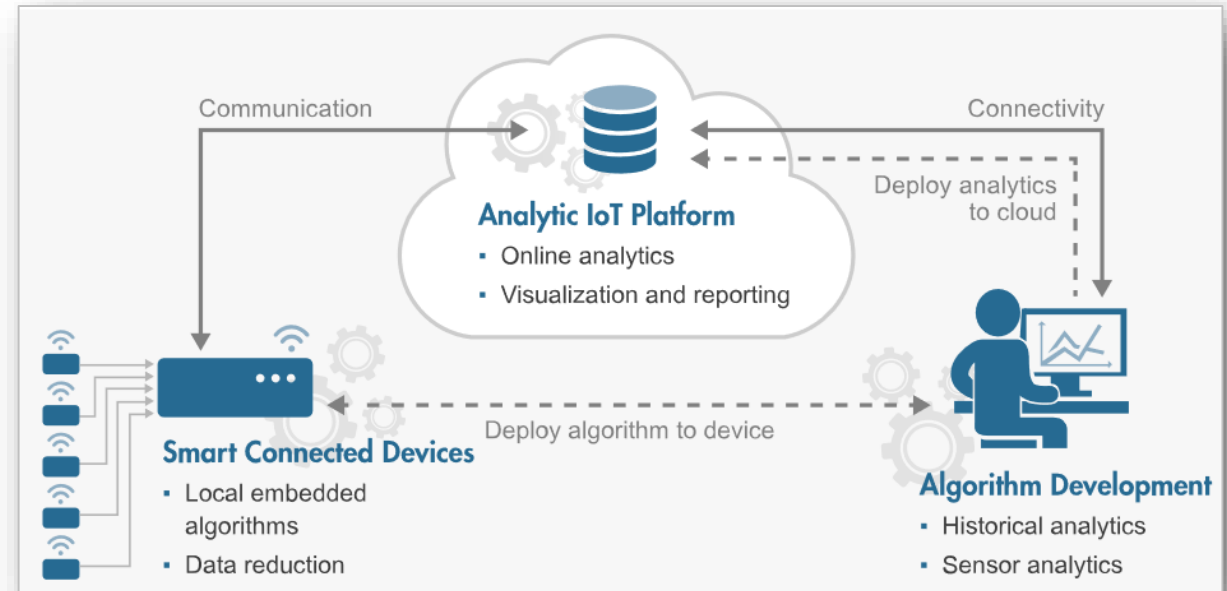 Communication
Connectivity
Deploy analytics
to cloud
Analytic IoT Platform
▪ Online analytics
▪ Visualization and reporting
Deploy algorithm to device
Smart Connected Devices
▪ Local embedded
algorithms
▪ Data reduction
Algorithm Development
▪ Historical analytics
▪ Sensor analytics